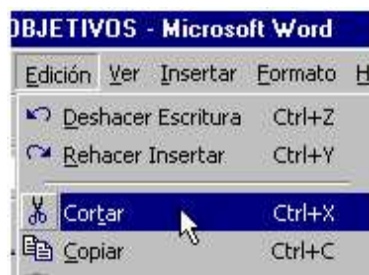 OBJETIVOS - Microsoft Word
Edición Ver Insertar Formato H
Deshacer Escritura Ctrl+Z
Rehacer Insertar Ctrl+Y
Cortar Ctrl+X
Copiar Ctrl+C